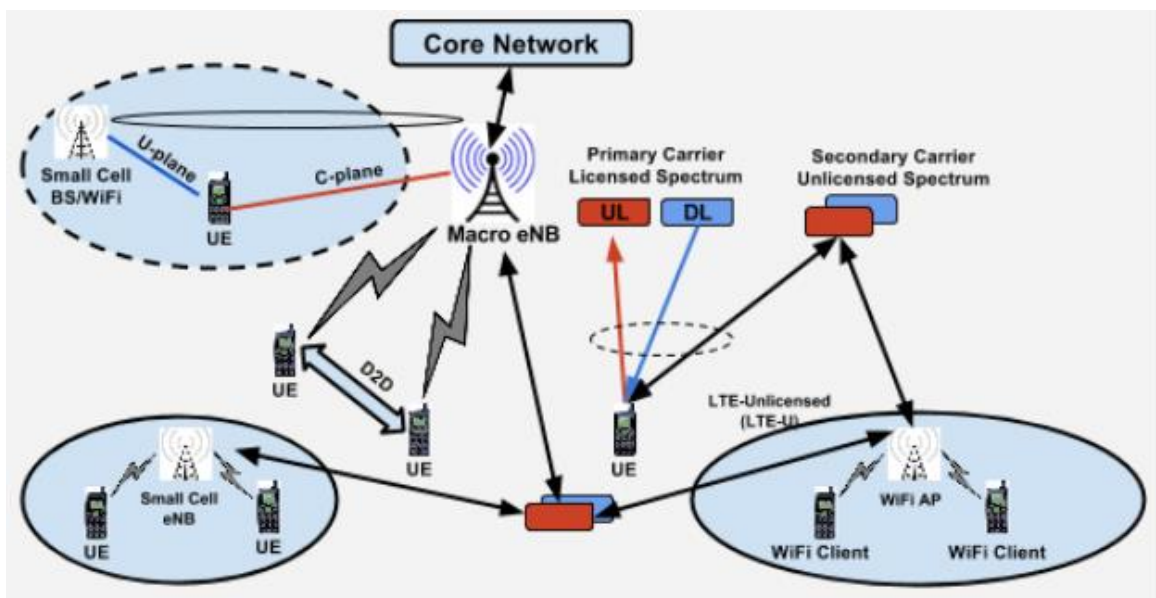 Core Network
U-plane
C-plane
Small Cell
BS/WiFi
UE
Macro eNB
Primary Carrier
Licensed Spectrum
UL
DL
Secondary Carrier
Unlicensed Spectrum
UE
D2D
UE
UE
LTE-Unlicensed
(LTE-U)
Small Cell
eNB
UE
UE
WiFi AP
WiFi Client
WiFi Client